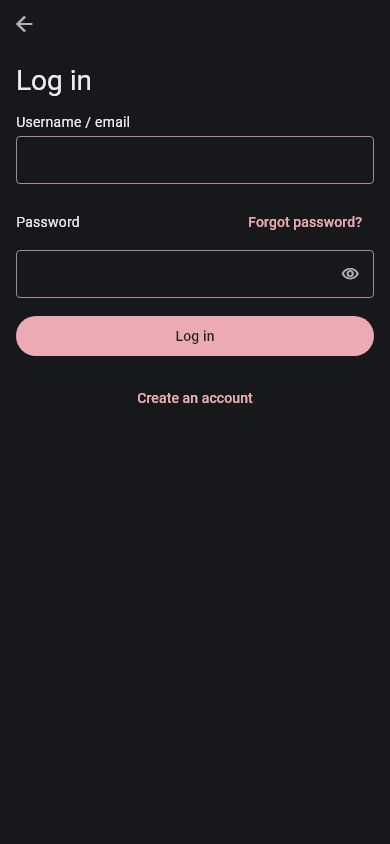 Log in
Username / email
Password
Forgot password?
Log in
Create an account